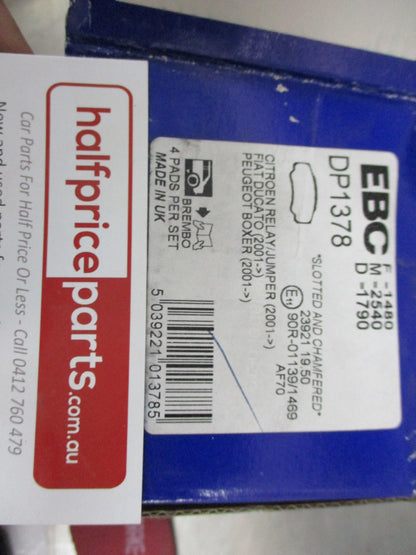 halfpriceparts.com.au
Car Parts For Half Price Or Less - Call 0412 760 479
EBC
F -1480
M -2540
D -1790
DP1378
*SLOTTED AND CHAMFERED*
23921 19.50
E11 90R-01139/1469
AF70
CITROEN RELAY/JUMPER (2001->)
FIAT DUCATO (2001->)
PEUGEOT BOXER (2001->)
BREMBO
4 PADS PER SET
MADE IN UK
5 039221 013785